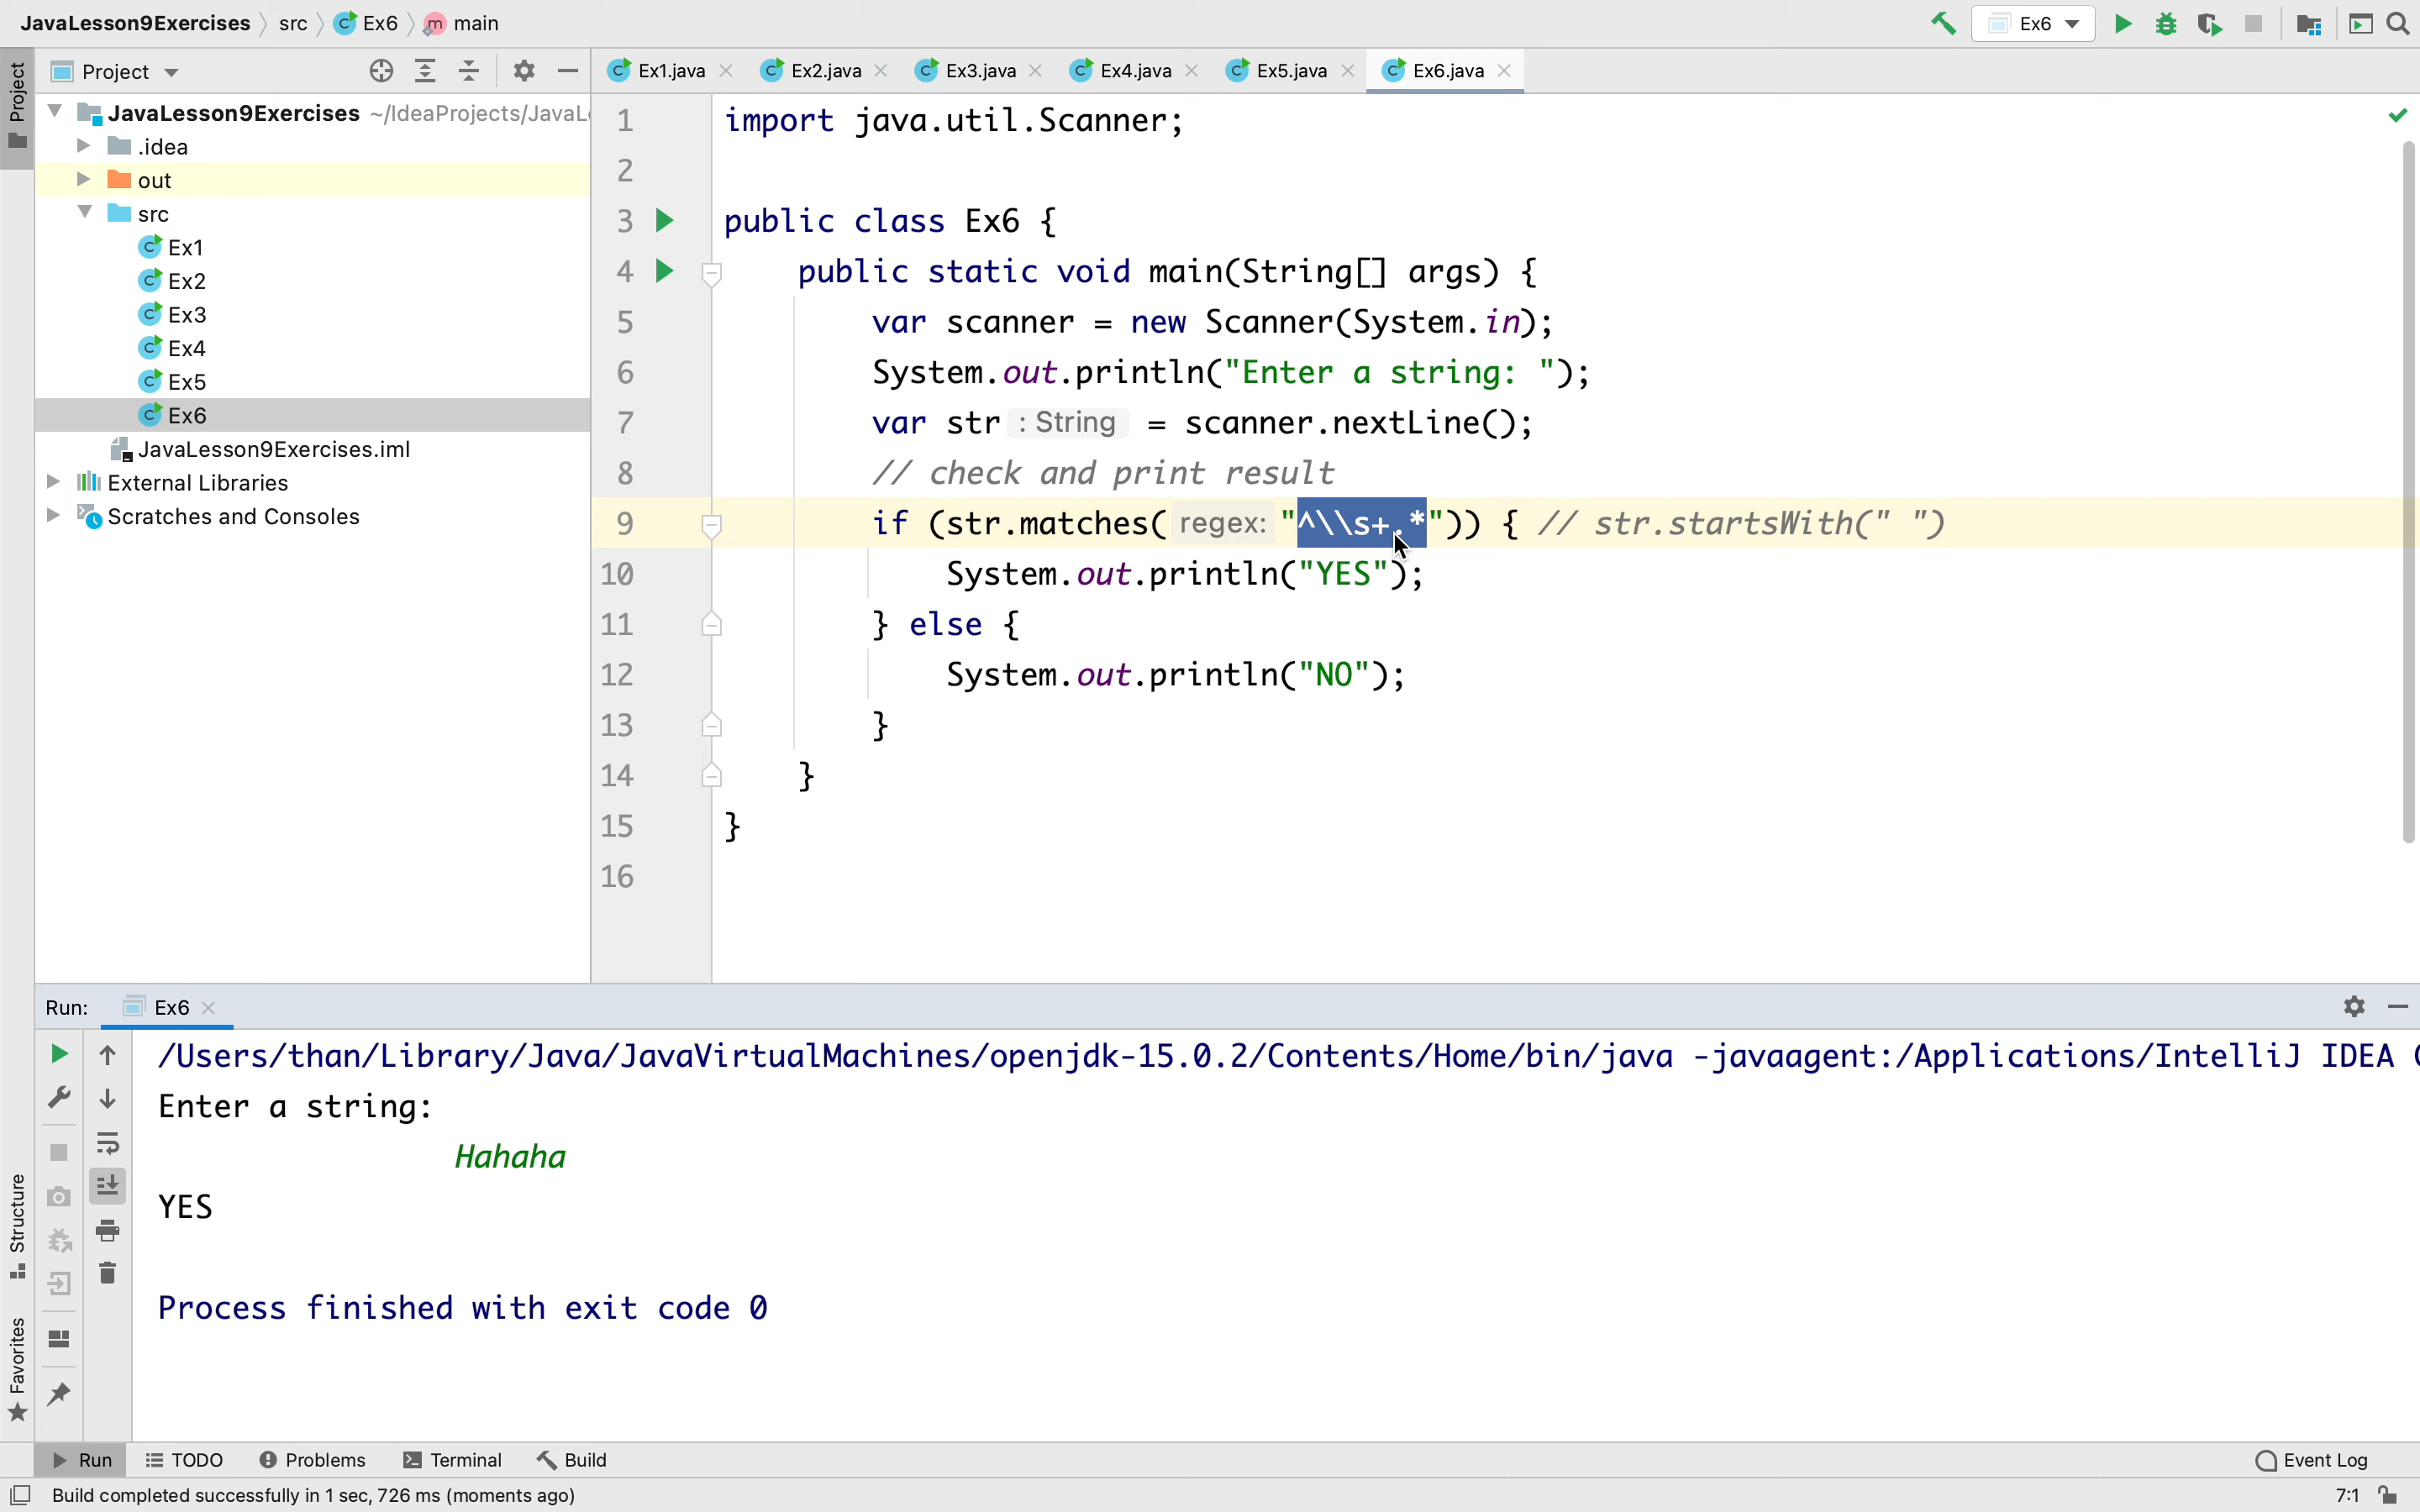 JavaLesson9Exercises src Ex6 main Ex6
Project
Project
Ex1.java Ex2.java Ex3.java Ex4.java Ex5.java Ex6.java
JavaLesson9Exercises ~/IdeaProjects/JavaL
.idea
out
src
Ex1
Ex2
Ex3
Ex4
Ex5
Ex6
JavaLesson9Exercises.iml
External Libraries
Scratches and Consoles
1 import java.util.Scanner;
2
3 public class Ex6 {
4 public static void main(String[] args) {
5 var scanner = new Scanner(System.in);
6 System.out.println("Enter a string: ");
7 var str : String = scanner.nextLine();
8 // check and print result
9 if (str.matches( regex: "^\\s+.*")) { // str.startsWith(" ")
10 System.out.println("YES");
11 } else {
12 System.out.println("NO");
13 }
14 }
15 }
16
Run: Ex6
/Users/than/Library/Java/JavaVirtualMachines/openjdk-15.0.2/Contents/Home/bin/java -javaagent:/Applications/IntelliJ IDEA
Enter a string:
Hahaha
YES
Process finished with exit code 0
Structure
Favorites
Run TODO Problems Terminal Build Event Log
Build completed successfully in 1 sec, 726 ms (moments ago) 7:1